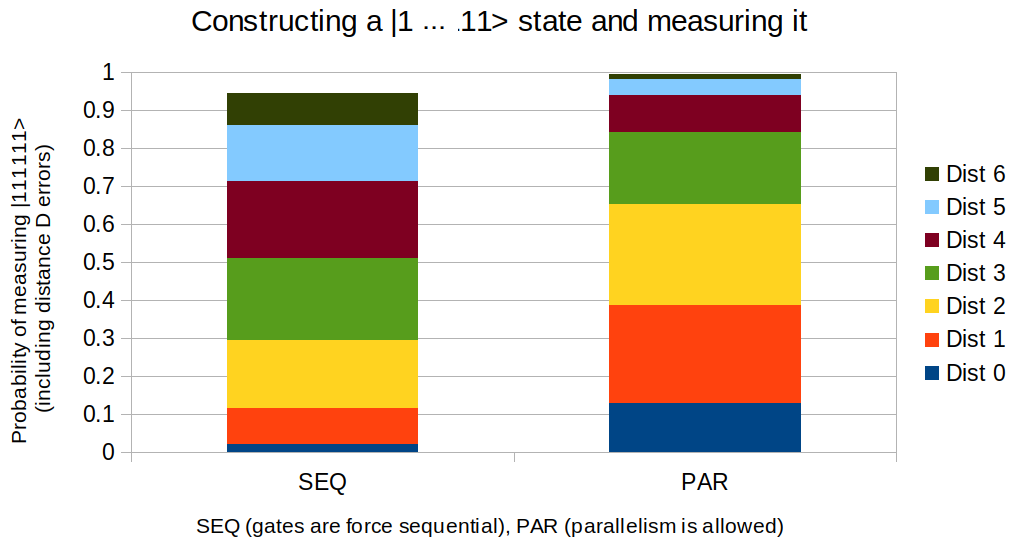 Constructing a |1 ... .11> state and measuring it
Probability of measuring |111111>
(including distance D errors)
1
0.9
0.8
0.7
0.6
0.5
0.4
0.3
0.2
0.1
0
SEQ
PAR
SEQ (gates are force sequential), PAR (parallelism is allowed)
Dist 6
Dist 5
Dist 4
Dist 3
Dist 2
Dist 1
Dist 0